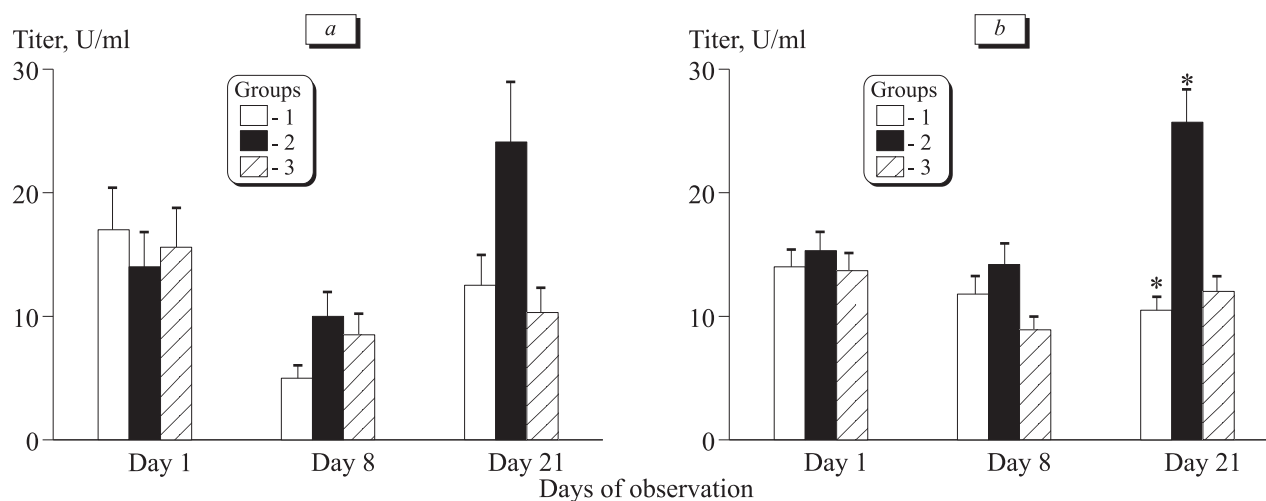 a
Titer, U/ml
30
20
10
0
Groups
- 1
- 2
- 3
Day 1
Day 8
Day 21
b
Titer, U/ml
30
20
10
0
Groups
- 1
- 2
- 3
*
*
Day 1
Day 8
Day 21
Days of observation